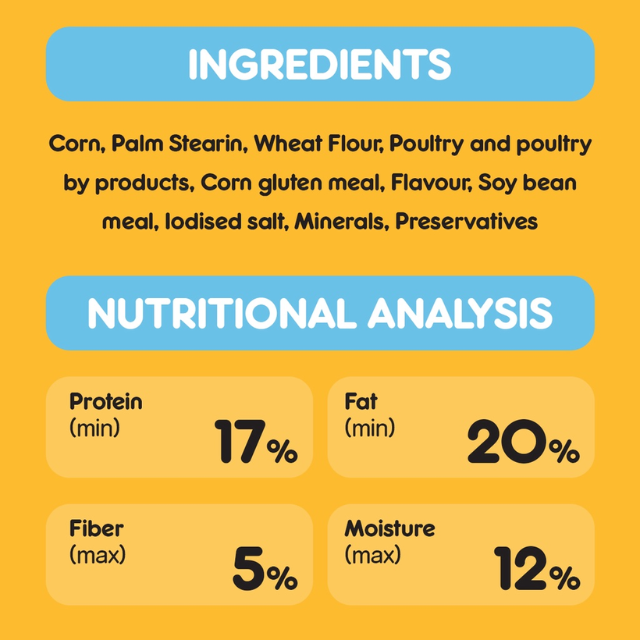 INGREDIENTS
Corn, Palm Stearin, Wheat Flour, Poultry and poultry
by products, Corn gluten meal, Flavour, Soy bean
meal, Iodised salt, Minerals, Preservatives
NUTRITIONAL ANALYSIS
Protein
(min)
17%
Fat
(min)
20%
Fiber
(max)
5%
Moisture
(max)
12%